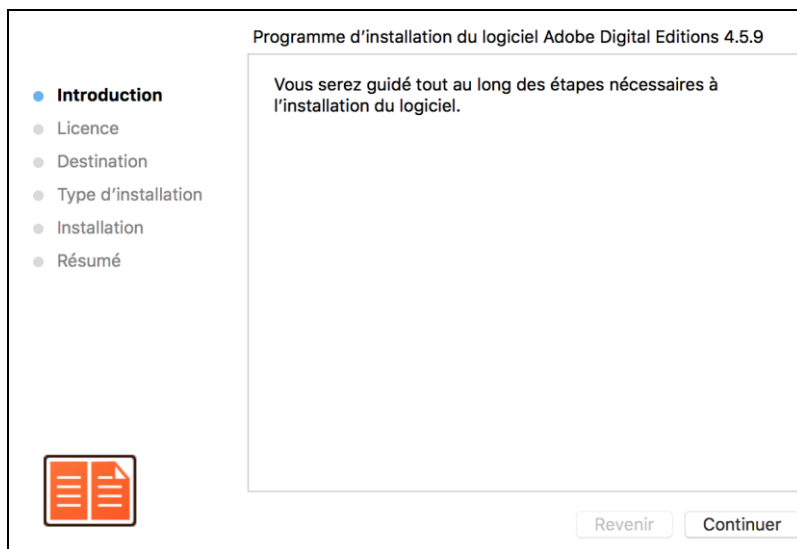 Programme d’installation du logiciel Adobe Digital Editions 4.5.9
Introduction
Licence
Destination
Type d’installation
Installation
Résumé
Vous serez guidé tout au long des étapes nécessaires à
l’installation du logiciel.
Revenir
Continuer